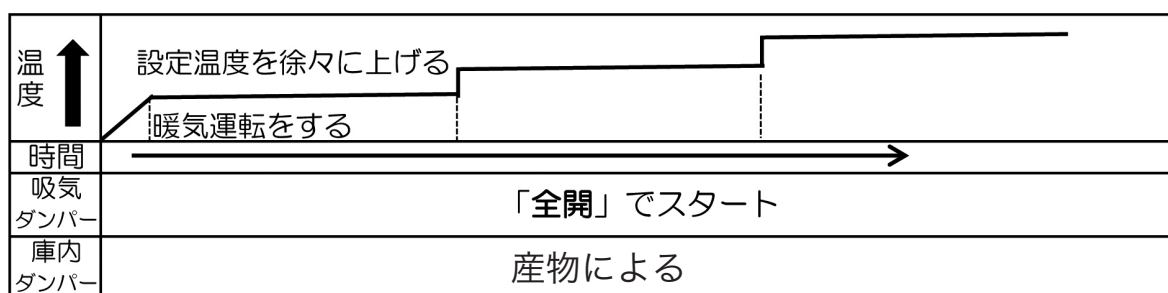 温度
設定温度を徐々に上げる
暖気運転をする
時間
吸気
ダンパー
「全開」でスタート
庫内
ダンパー
産物による